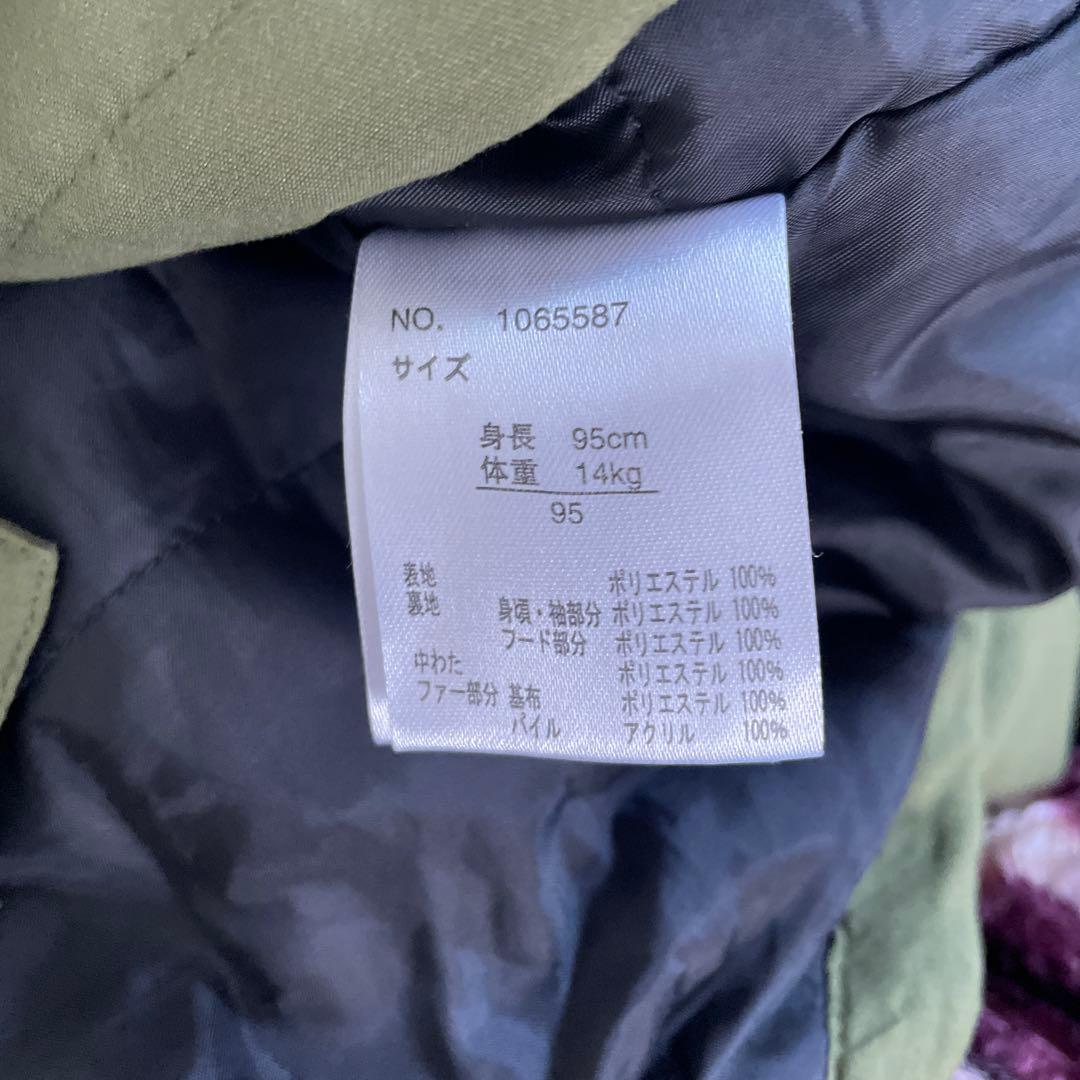 NO. 1065587
サイズ
身長 95cm
体重 14kg
95
表地 ポリエステル 100%
裏地 身頃・袖部分 ポリエステル 100%
フード部分 ポリエステル 100%
中わた ポリエステル 100%
ファー部分 基布 ポリエステル 100%
パイル アクリル 100%